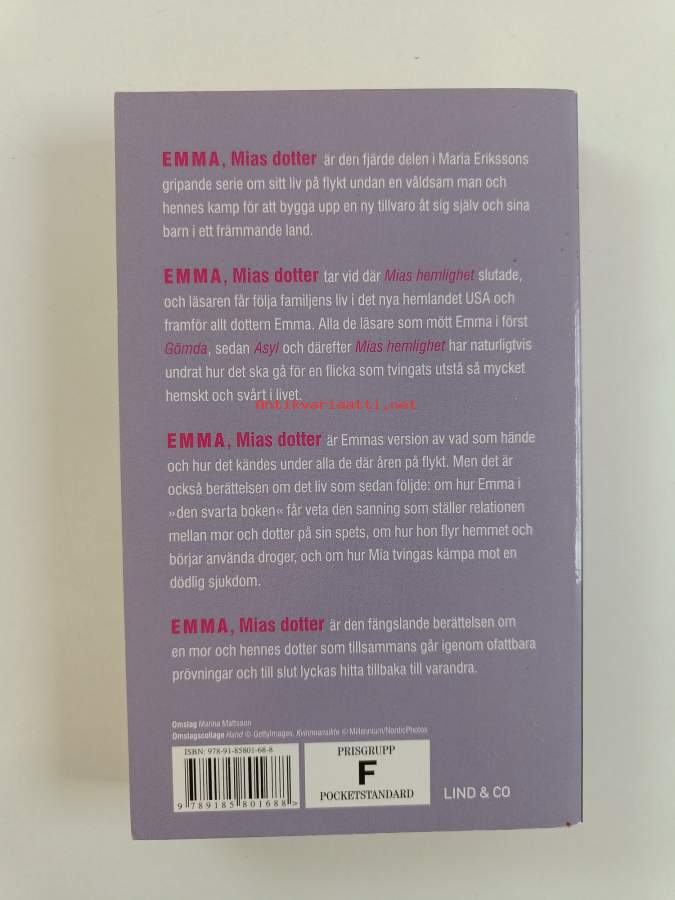 EMMA, Mias dotter är den fjärde delen i Maria Erikssons
gripande serie om sitt liv på flykt undan en våldsam man och
hennes kamp för att bygga upp en ny tillvaro åt sig själv och sina
barn i ett främmande land.
EMMA, Mias dotter tar vid där Mias hemlighet slutade,
och läsaren får följa familjens liv i det nya hemlandet USA och
framför allt dottern Emma. Alla de läsare som mött Emma i först
Gömda, sedan Asyl och därefter Mias hemlighet har naturligtvis
undrat hur det ska gå för en flicka som tvingats utstå så mycket
hemskt och svårt i livet.
Antikvariaatti.net
EMMA, Mias dotter är Emmas version av vad som hände
och hur det kändes under alla de där åren på flykt. Men det är
också berättelsen om det liv som sedan följde: om hur Emma i
»den svarta boken« får veta den sanning som ställer relationen
mellan mor och dotter på sin spets, om hur hon flyr hemmet och
börjar använda droger, och om hur Mia tvingas kämpa mot en
dödlig sjukdom.
EMMA, Mias dotter är den fängslande berättelsen om
en mor och hennes dotter som tillsammans går igenom ofattbara
prövningar och till slut lyckas hitta tillbaka till varandra.
Omslag Marina Mattsson
Omslagscollage Hand © GettyImages, Kvinnoansikte © Millennium/NordicPhotos
ISBN: 978-91-85801-68-8
9 789185 801688 >
PRISGRUPP
F
POCKETSTANDARD
LIND & CO